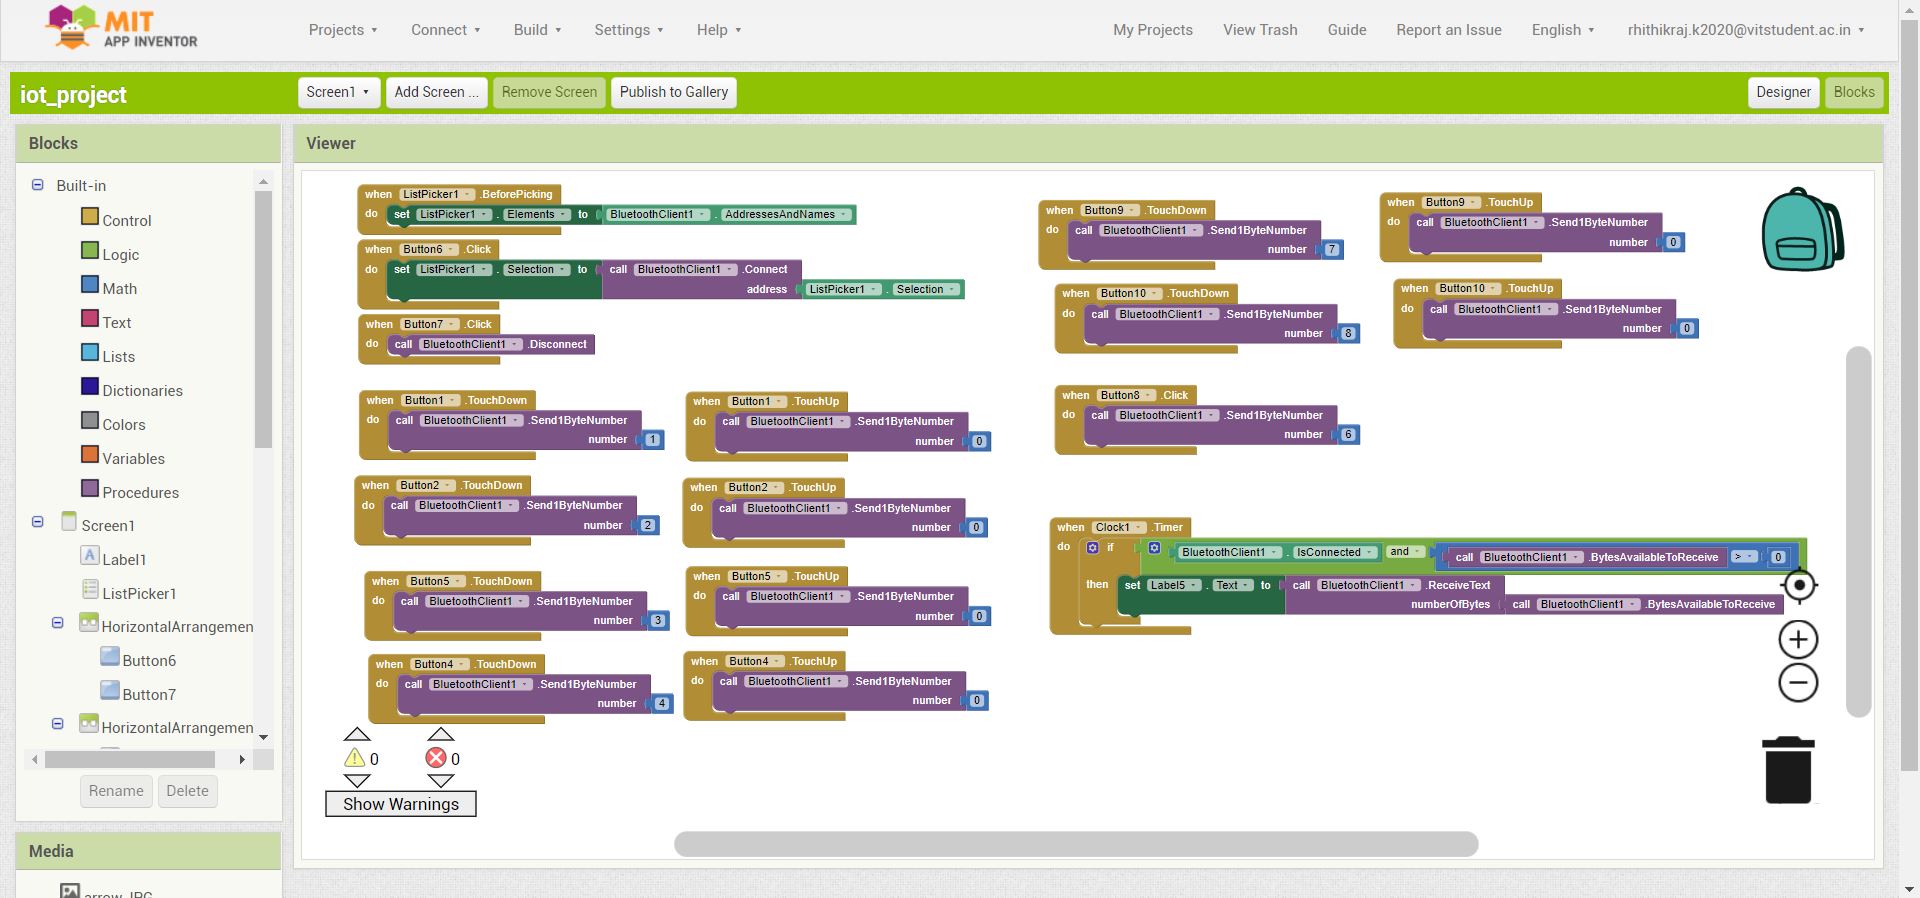 MIT
APP INVENTOR
Projects Connect Build Settings Help My Projects View Trash Guide Report an Issue English rhithikraj.k2020@vitstudent.ac.in
iot_project
Screen1 Add Screen ... Remove Screen Publish to Gallery Designer Blocks
Blocks
Built-in
Control
Logic
Math
Text
Lists
Dictionaries
Colors
Variables
Procedures
Screen1
Label1
ListPicker1
HorizontalArrangemen
Button6
Button7
HorizontalArrangemen
Rename Delete
Media
arrow.JPG
Viewer
when ListPicker1 .BeforePicking
do set ListPicker1 . Elements to BluetoothClient1 . AddressesAndNames
when Button6 .Click
do set ListPicker1 . Selection to call BluetoothClient1 .Connect
address ListPicker1 . Selection
when Button7 .Click
do call BluetoothClient1 .Disconnect
when Button1 .TouchDown
do call BluetoothClient1 .Send1ByteNumber
number 1
when Button1 .TouchUp
do call BluetoothClient1 .Send1ByteNumber
number 0
when Button2 .TouchDown
do call BluetoothClient1 .Send1ByteNumber
number 2
when Button2 .TouchUp
do call BluetoothClient1 .Send1ByteNumber
number 0
when Button5 .TouchDown
do call BluetoothClient1 .Send1ByteNumber
number 3
when Button5 .TouchUp
do call BluetoothClient1 .Send1ByteNumber
number 0
when Button4 .TouchDown
do call BluetoothClient1 .Send1ByteNumber
number 4
when Button4 .TouchUp
do call BluetoothClient1 .Send1ByteNumber
number 0
when Button9 .TouchDown
do call BluetoothClient1 .Send1ByteNumber
number 7
when Button9 .TouchUp
do call BluetoothClient1 .Send1ByteNumber
number 0
when Button10 .TouchDown
do call BluetoothClient1 .Send1ByteNumber
number 8
when Button10 .TouchUp
do call BluetoothClient1 .Send1ByteNumber
number 0
when Button8 .Click
do call BluetoothClient1 .Send1ByteNumber
number 6
when Clock1 .Timer
do if BluetoothClient1 . IsConnected and call BluetoothClient1 .BytesAvailableToReceive > 0
then set Label5 . Text to call BluetoothClient1 .ReceiveText
numberOfBytes call BluetoothClient1 .BytesAvailableToReceive
0 0
Show Warnings